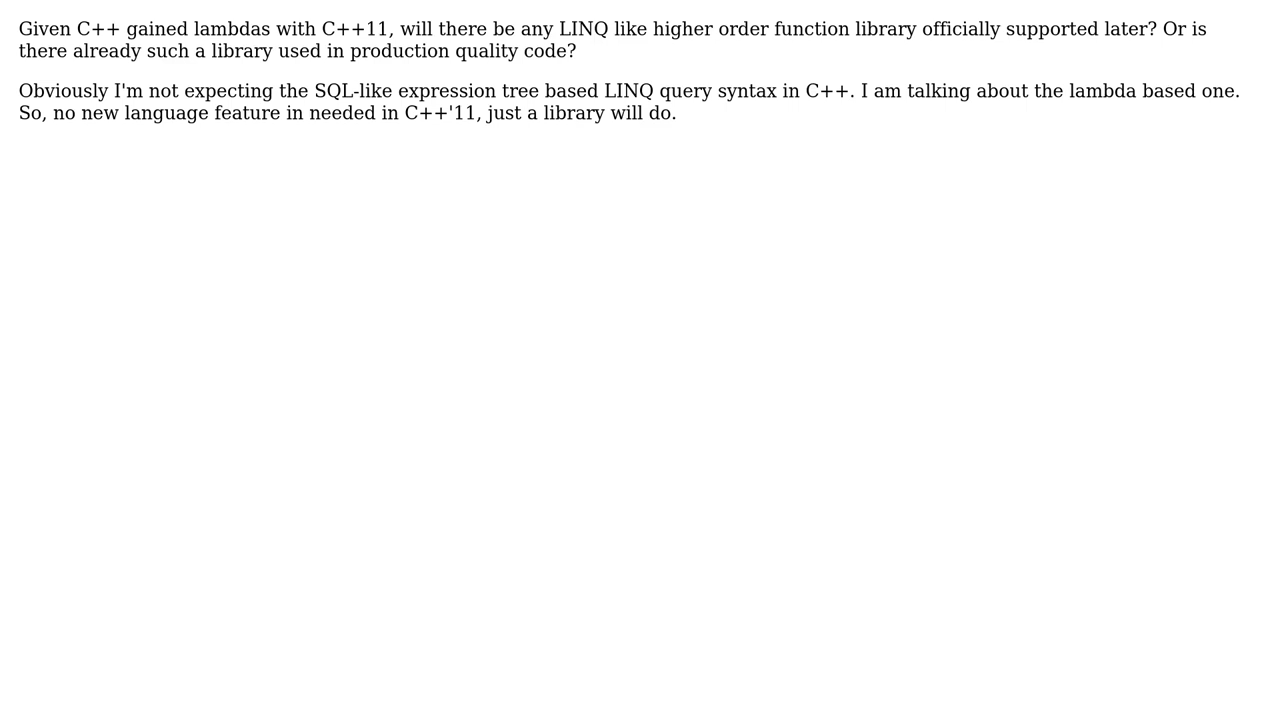 Given C++ gained lambdas with C++11, will there be any LINQ like higher order function library officially supported later? Or is
there already such a library used in production quality code?
Obviously I'm not expecting the SQL-like expression tree based LINQ query syntax in C++. I am talking about the lambda based one.
So, no new language feature in needed in C++'11, just a library will do.